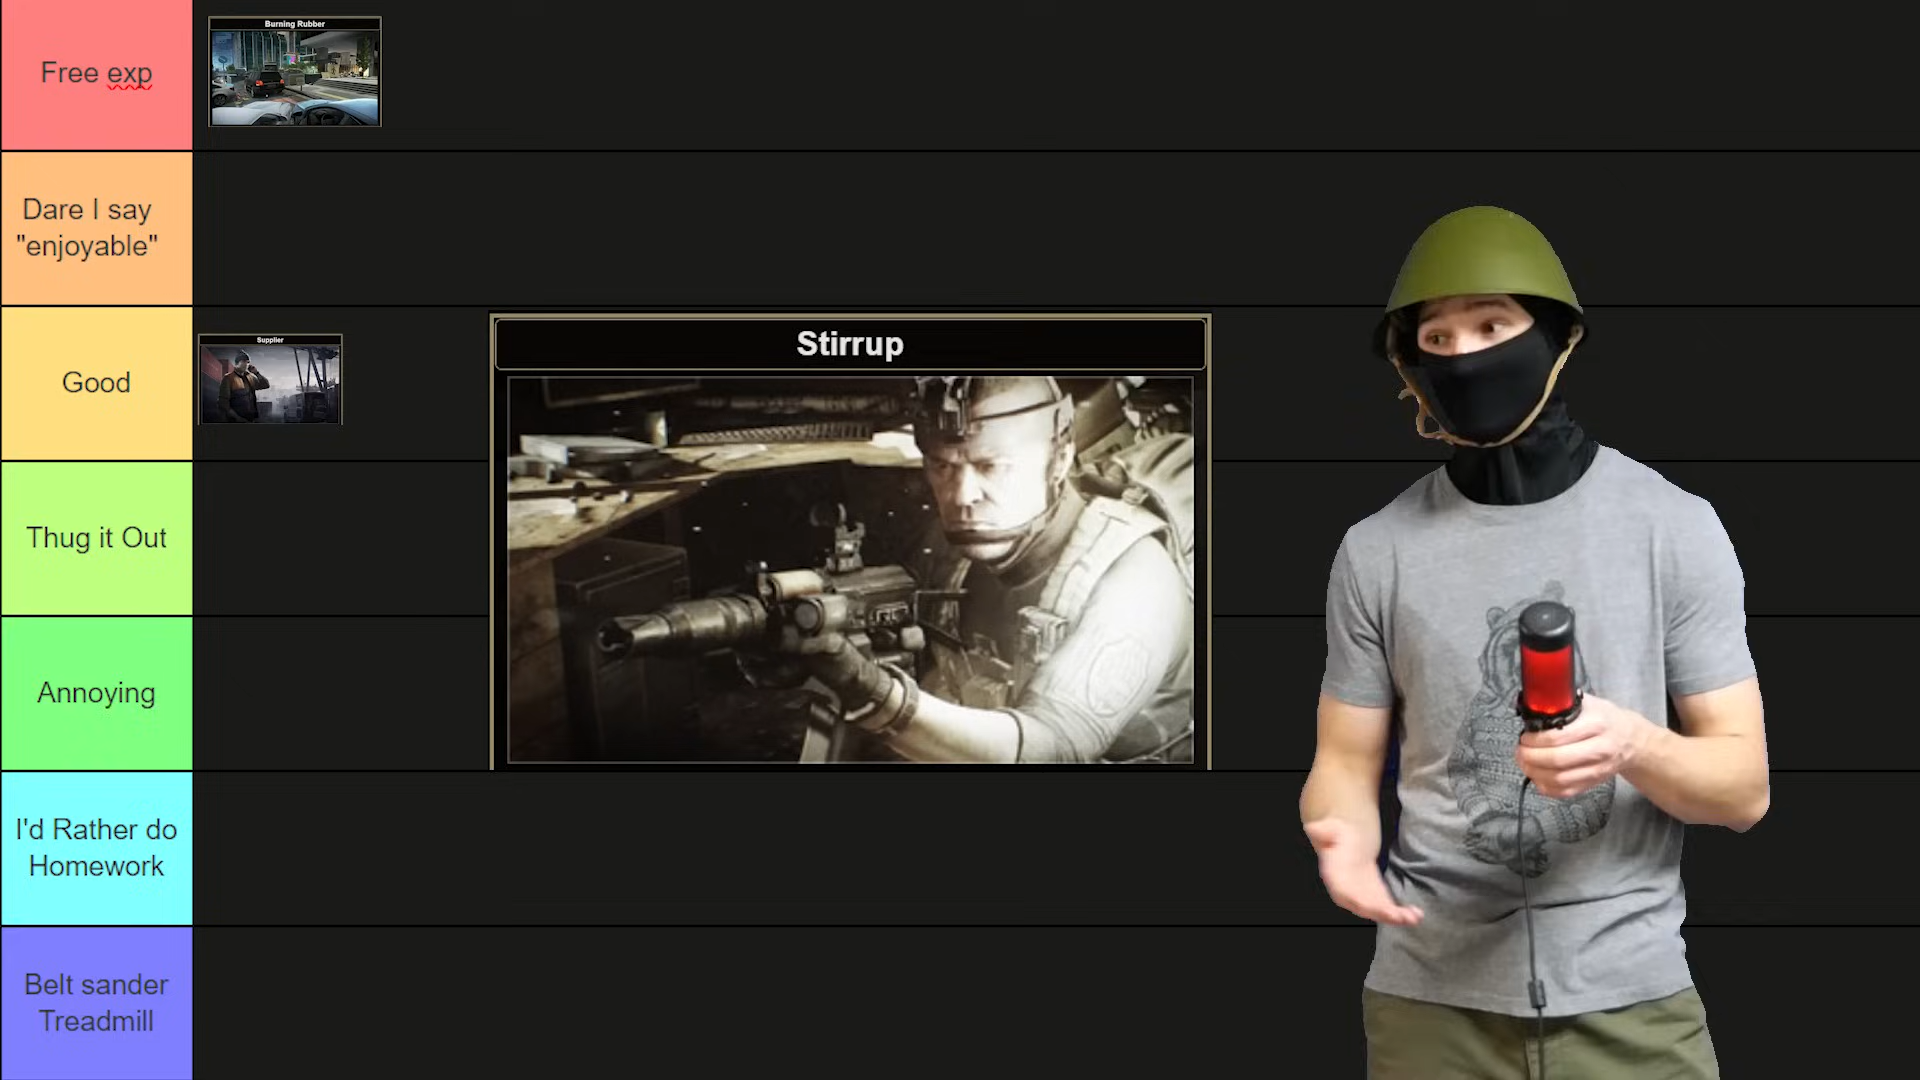 Free exp
Burning Rubber
Dare I say
"enjoyable"
Good
Supplier
Stirrup
Thug it Out
Annoying
I'd Rather do
Homework
Belt sander
Treadmill